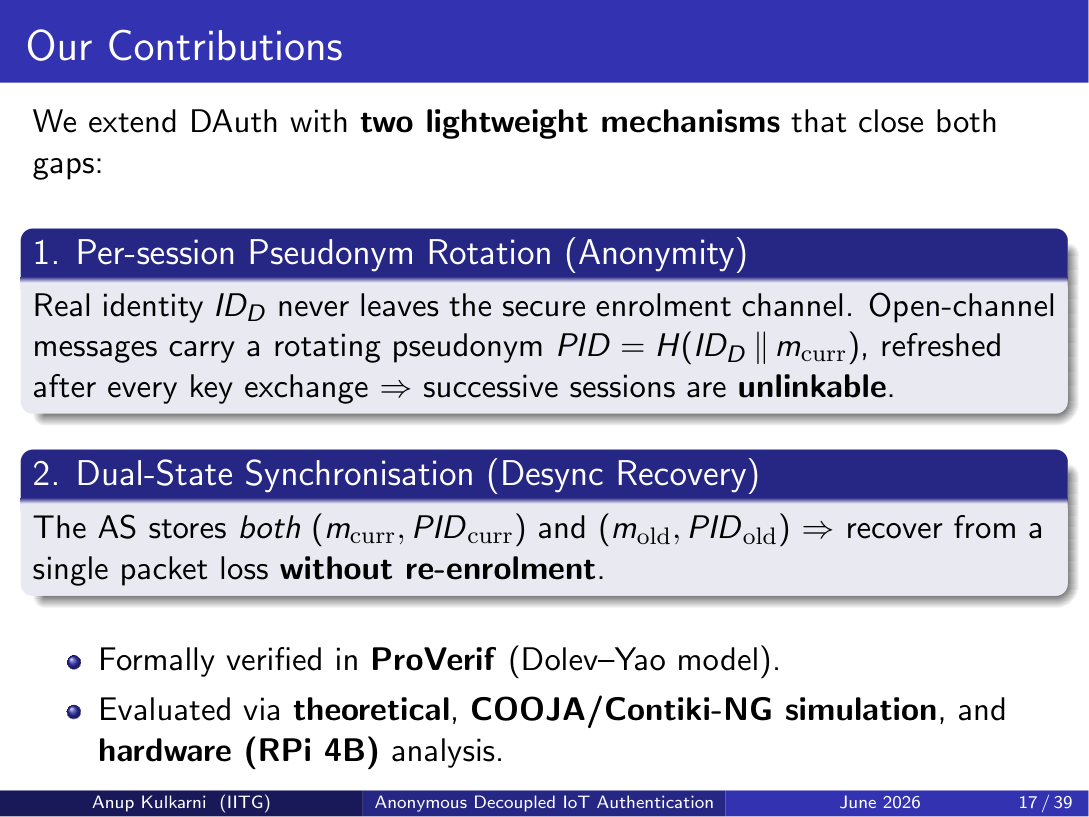 Our Contributions
We extend DAuth with two lightweight mechanisms that close both
gaps:
1. Per-session Pseudonym Rotation (Anonymity)
Real identity ID_D never leaves the secure enrolment channel. Open-channel
messages carry a rotating pseudonym PID = H(ID_D ∥ m_curr), refreshed
after every key exchange ⇒ successive sessions are unlinkable.
2. Dual-State Synchronisation (Desync Recovery)
The AS stores both (m_curr, PID_curr) and (m_old, PID_old) ⇒ recover from a
single packet loss without re-enrolment.
Formally verified in ProVerif (Dolev–Yao model).
Evaluated via theoretical, COOJA/Contiki-NG simulation, and
hardware (RPi 4B) analysis.
Anup Kulkarni (IITG) Anonymous Decoupled IoT Authentication June 2026 17 / 39